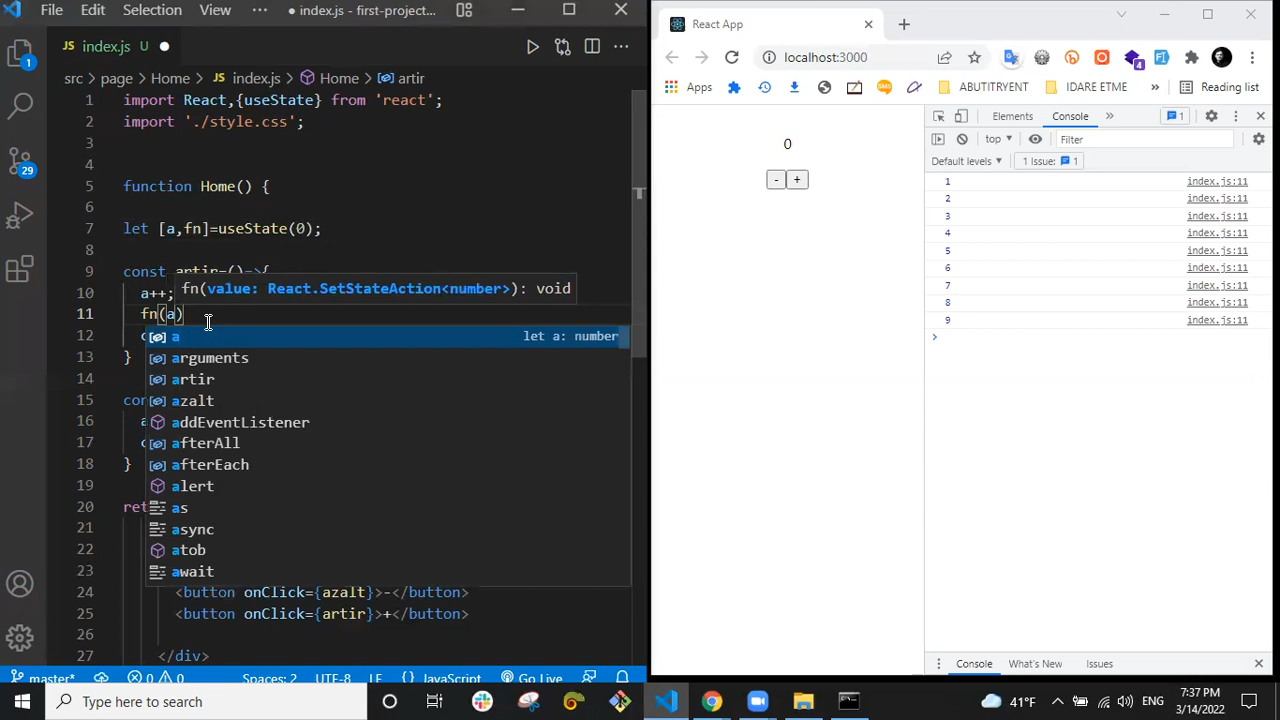 File Edit Selection View ••• ● index.js - first-project...
JS index.js U ●
src > page > Home > JS index.js > Home > artir
1 import React,{useState} from 'react';
2 import './style.css';
3
4
5 function Home() {
6
7 let [a,fn]=useState(0);
8
9 const artir=()=>{
10 a++;
fn(value: React.SetStateAction<number>): void
11 fn(a)
12 c
a let a: number
13 }
arguments
14
artir
15 con
azalt
16 a
addEventListener
17 c
afterAll
18 }
afterEach
19
alert
20 ret
as
21
async
22
atob
23
await
24 <button onClick={azalt}>-</button>
25 <button onClick={artir}>+</button>
26
27 </div>
1
29
master* 0 0 Spaces: 2 UTF-8 { } JavaScript Go Live
React App
localhost:3000
4
Apps SMS ABUTITRYENT IDARE ETME » Reading list
0
- +
Elements Console » 1
top Filter
Default levels 1 Issue: 1
1 index.js:11
2 index.js:11
3 index.js:11
4 index.js:11
5 index.js:11
6 index.js:11
7 index.js:11
8 index.js:11
9 index.js:11
Console What's New Issues
Type here to search
41°F ENG 7:37 PM
3/14/2022